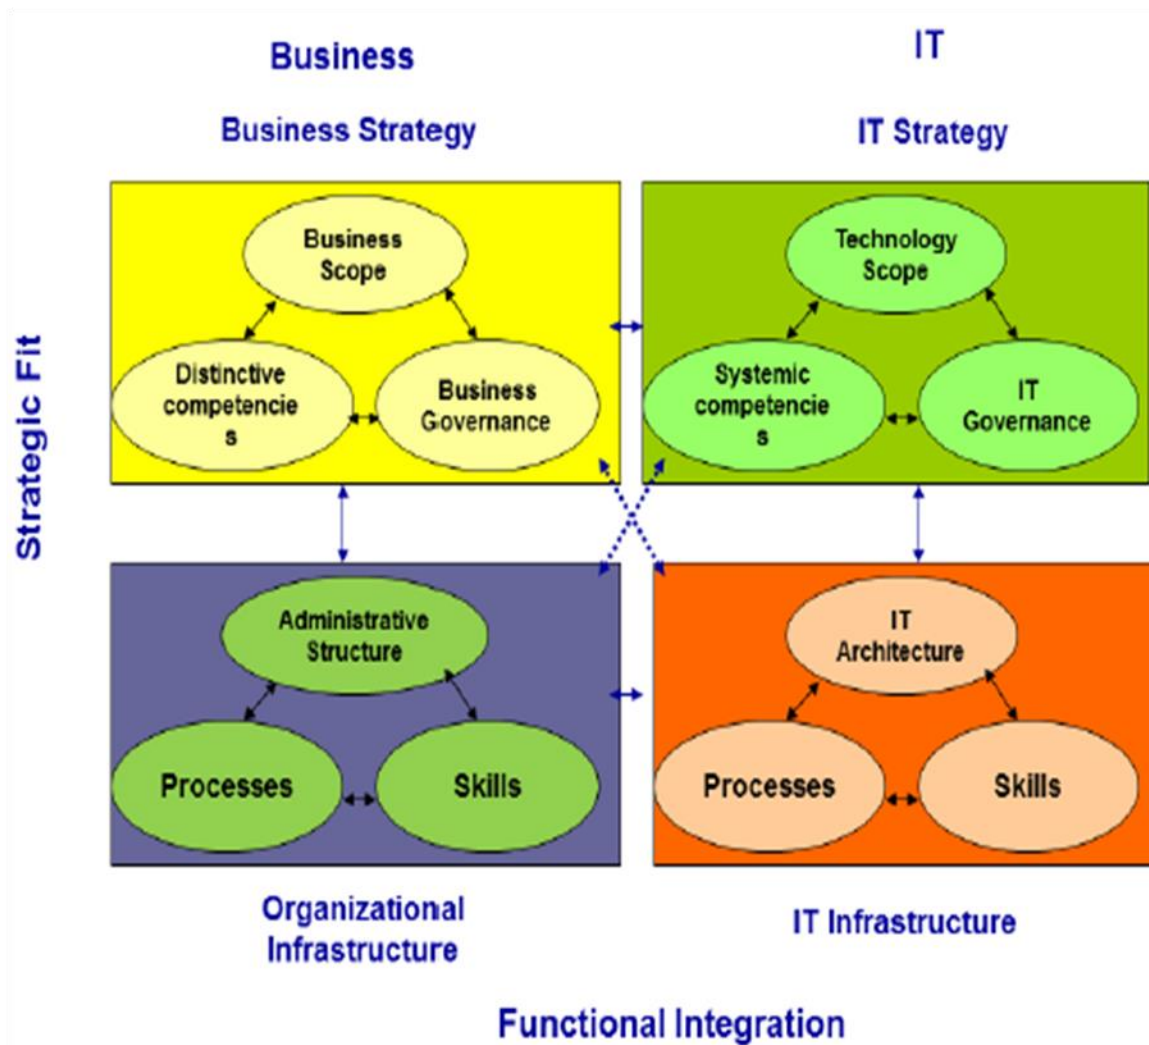 Business
IT
Business Strategy
IT Strategy
Strategic Fit
Business
Scope
Distinctive
competencie
s
Business
Governance
Technology
Scope
Systemic
competencie
s
IT
Governance
Administrative
Structure
Processes
Skills
IT
Architecture
Processes
Skills
Organizational
Infrastructure
IT Infrastructure
Functional Integration